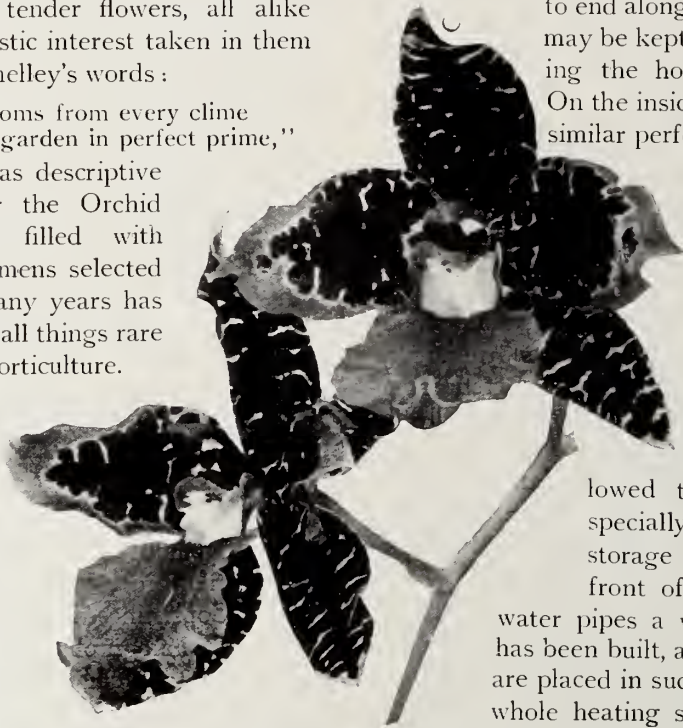 tender flowers, all alike
stic interest taken in them
nelley's words :
oms from every clime
garden in perfect prime,"
as descriptive
the Orchid
filled with
mens selected
any years has
all things rare
orticulture.
to end along
may be kept
ing the ho
On the insid
similar perf
lowed t
specially
storage
front of
water pipes a
has been built, a
are placed in suc
whole heating s